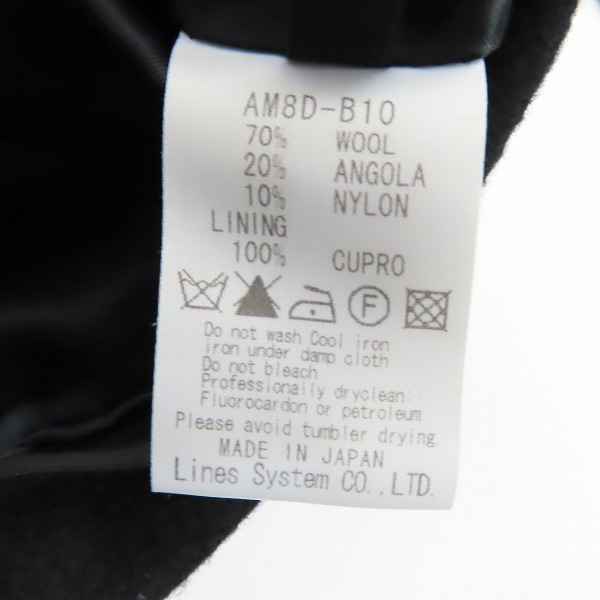 AM8D-B10
70% WOOL
20% ANGOLA
10% NYLON
LINING
100% CUPRO
F
Do not wash Cool iron
iron under damp cloth
Do not bleach
Professionally dryclean:
Fluorocardon or petroleum
Please avoid tumbler drying.
MADE IN JAPAN
Lines System CO.,LTD.